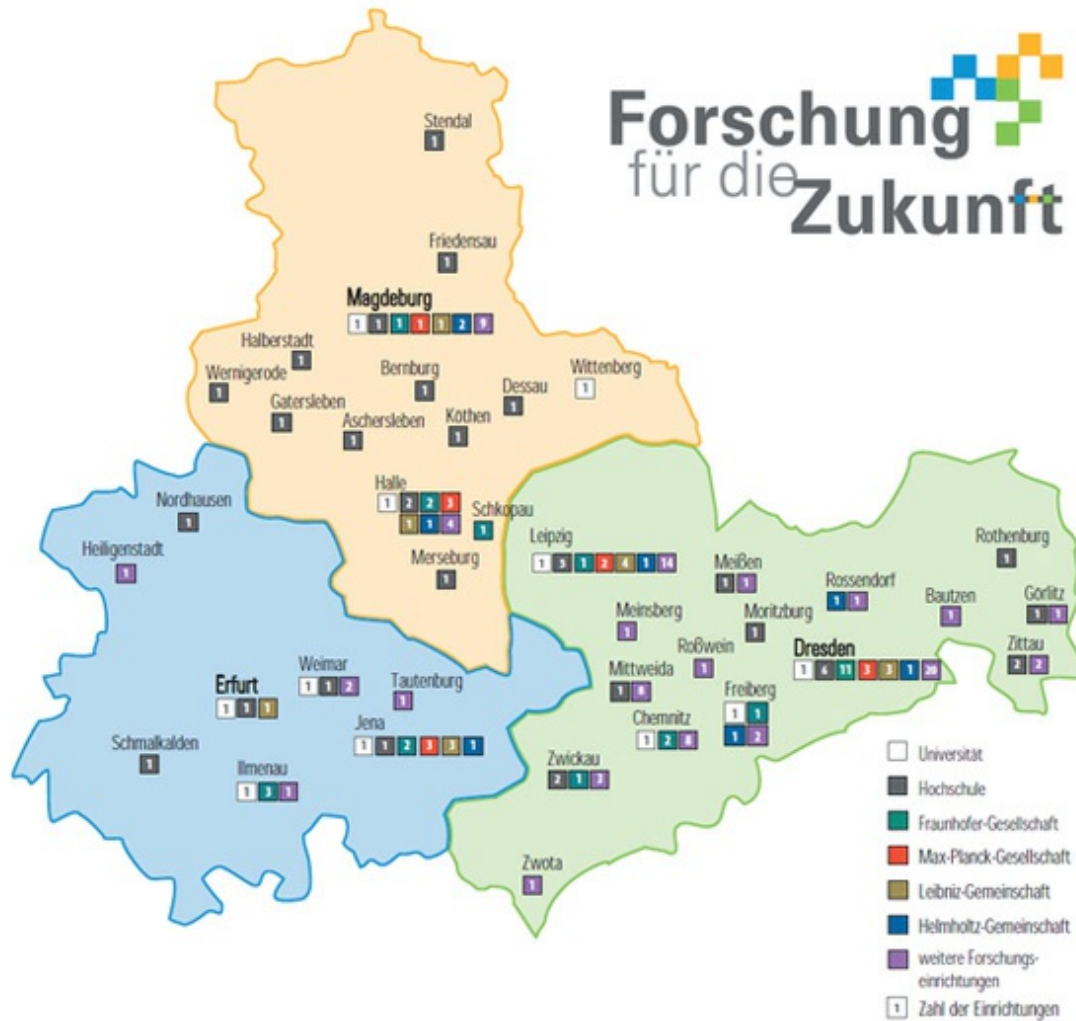 Forschung
für die
Zukunft
Stendal
1
Friedensau
1
Magdeburg
1 1 1 1 1 2 9
Halberstadt
1
Wernigerode
1
Bernburg
1
Wittenberg
1
Dessau
1
Gatersleben
1
Aschersleben
1
Köthen
1
Halle
1 2 2 3
1 1 4
Schkopau
1
Merseburg
1
Nordhausen
1
Heiligenstadt
1
Weimar
1 1 2
Erfurt
1 1 1
Tautenburg
1
Jena
1 1 2 3 3 1
Schmalkalden
1
Ilmenau
1 3 1
Leipzig
1 3 1 2 4 1 14
Meißen
1 1
Rothenburg
1
Rossendorf
1 1
Bautzen
1
Görlitz
1 1
Meinsberg
1
Moritzburg
1
Roßwein
1
Dresden
1 6 11 3 3 1 20
Zittau
2 2
Mittweida
1 8
Freiberg
1 1
1 2
Chemnitz
1 2 8
Zwickau
2 1 3
Zwota
1
Universität
Hochschule
Fraunhofer-Gesellschaft
Max-Planck-Gesellschaft
Leibniz-Gemeinschaft
Helmholtz-Gemeinschaft
weitere Forschungs-
einrichtungen
1 Zahl der Einrichtungen